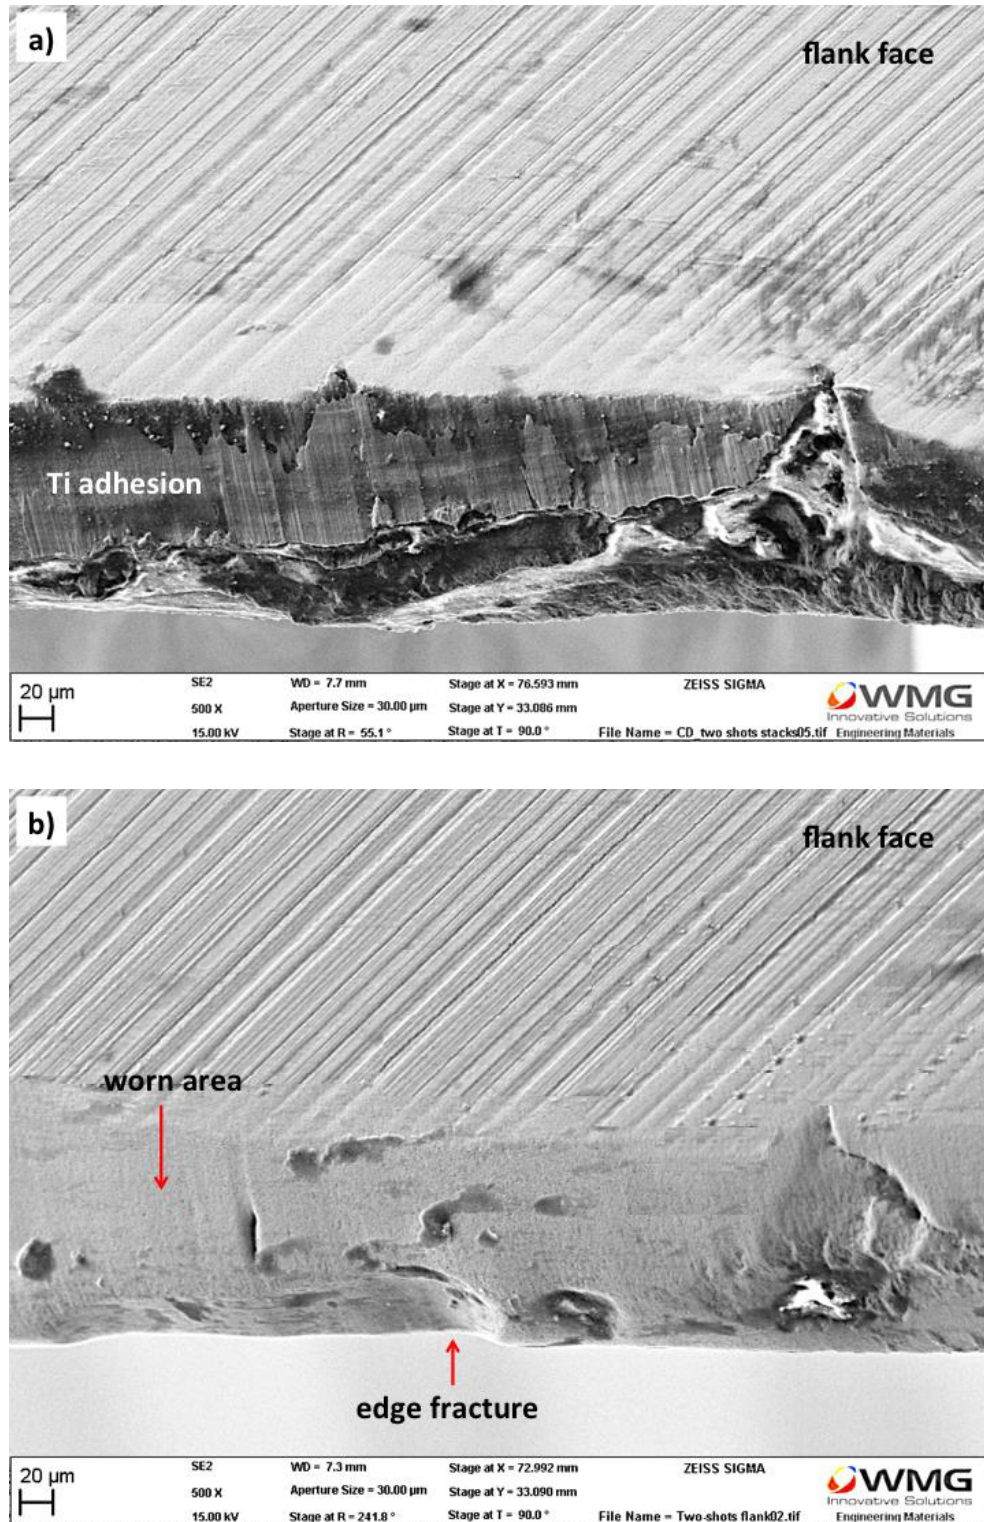 a)
flank face
Ti adhesion
20 µm
SE2
WD = 7.7 mm
Stage at X = 76.593 mm
ZEISS SIGMA
500 X
Aperture Size = 30.00 µm
Stage at Y = 33.086 mm
15.00 kV
Stage at R = 55.1 °
Stage at T = 90.0 °
File Name = CD_two shots stacks05.tif
WMG
Innovative Solutions
Engineering Materials
b)
flank face
worn area
edge fracture
20 µm
SE2
WD = 7.3 mm
Stage at X = 72.992 mm
ZEISS SIGMA
500 X
Aperture Size = 30.00 µm
Stage at Y = 33.090 mm
15.00 kV
Stage at R = 241.8 °
Stage at T = 90.0 °
File Name = Two-shots flank02.tif
WMG
Innovative Solutions
Engineering Materials